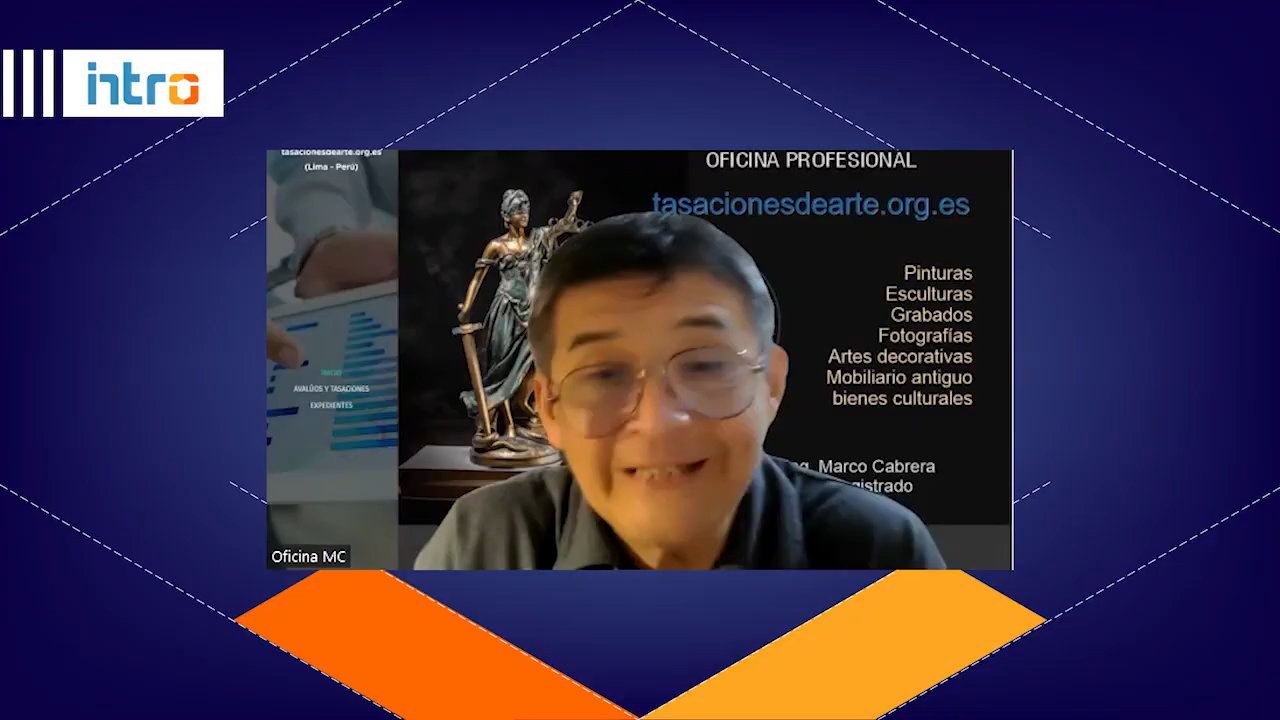 intro
tasacionesdearte.org.es
(Lima - Perú)
OFICINA PROFESIONAL
tasacionesdearte.org.es
Pinturas
Esculturas
Grabados
Fotografías
Artes decorativas
Mobiliario antiguo
bienes culturales
INICIO
AVALÚOS Y TASACIONES
EXPEDIENTES
Marco Cabrera
Oficina MC